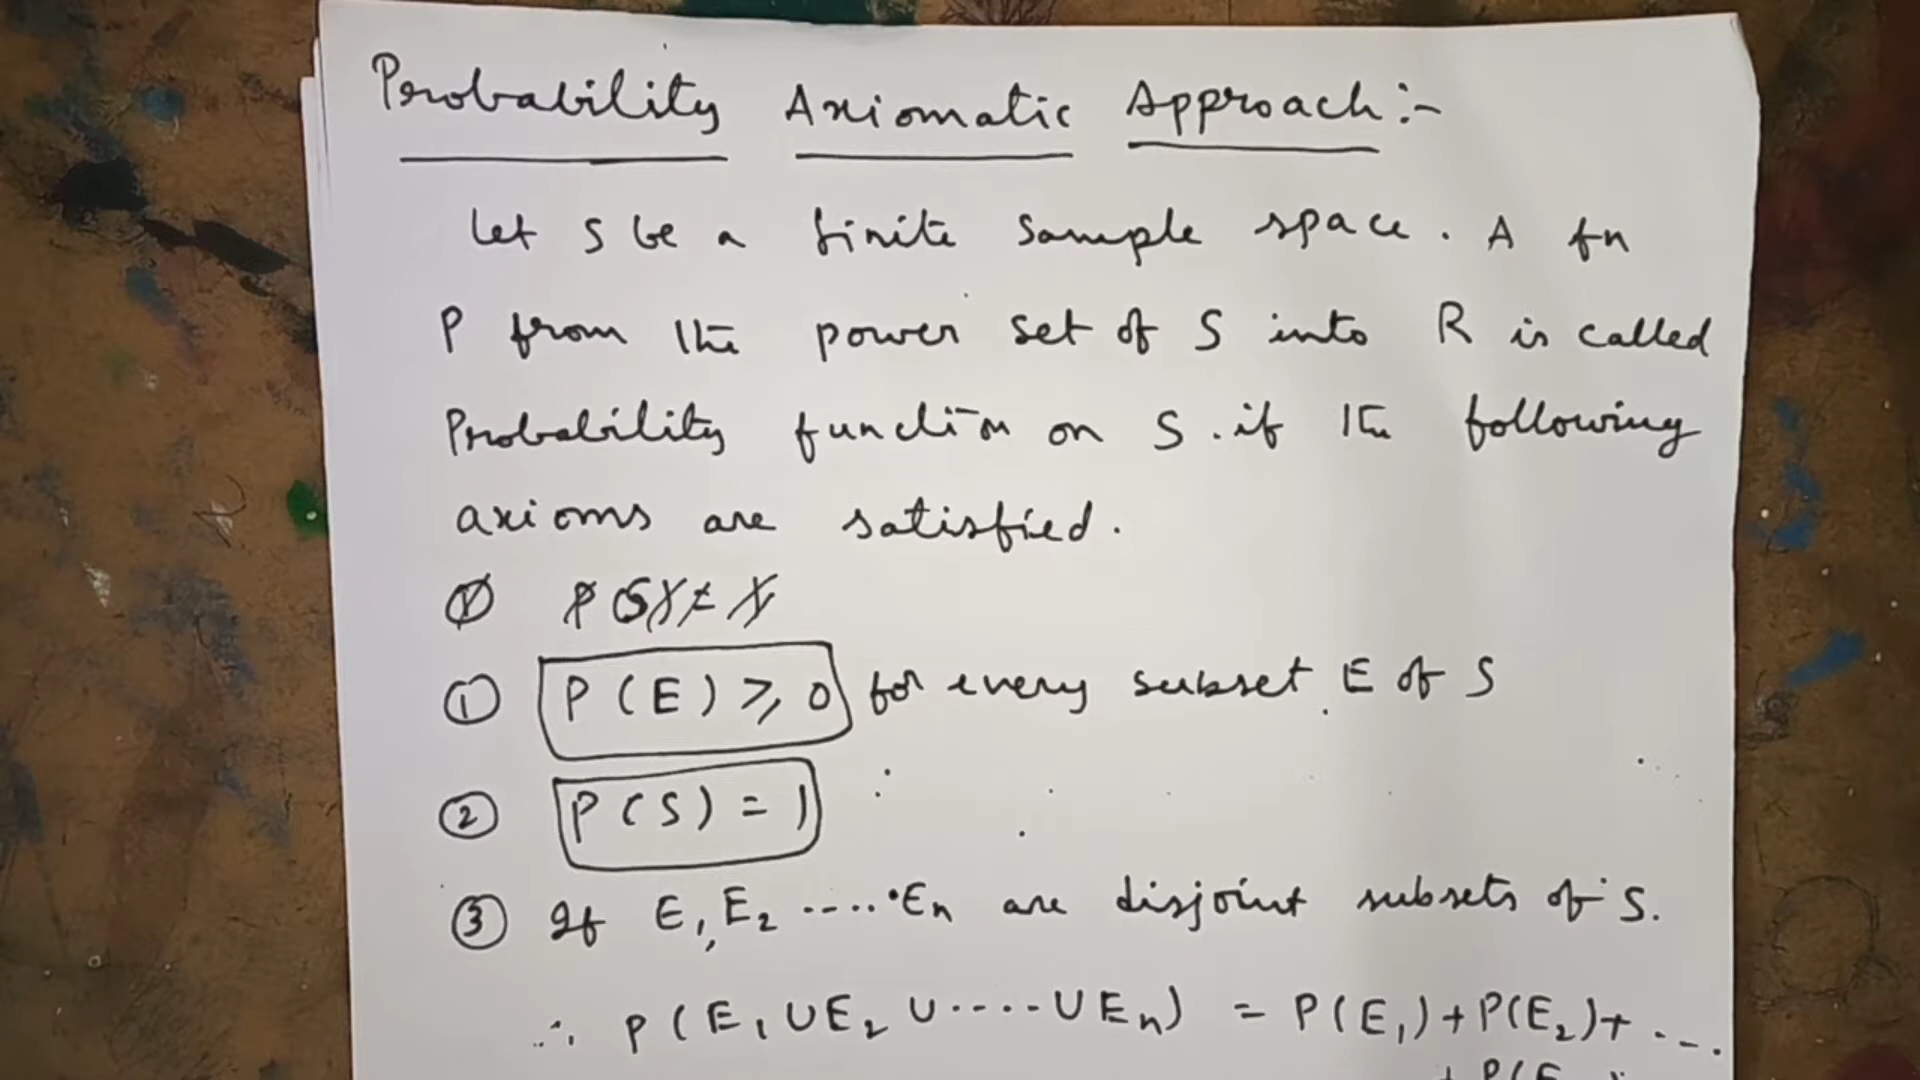 Probability Axiomatic Approach:-
Let S be a finite sample space. A fn
P from the power set of S into R is called
Probability function on S. if the following
axioms are satisfied.
① P(E) ≥ 0 for every subset E of S
② P(S) = 1
③ If E₁, E₂ ..... En are disjoint subsets of S.
∴ P(E₁ ∪ E₂ ∪ .... ∪ En) = P(E₁) + P(E₂) + ....